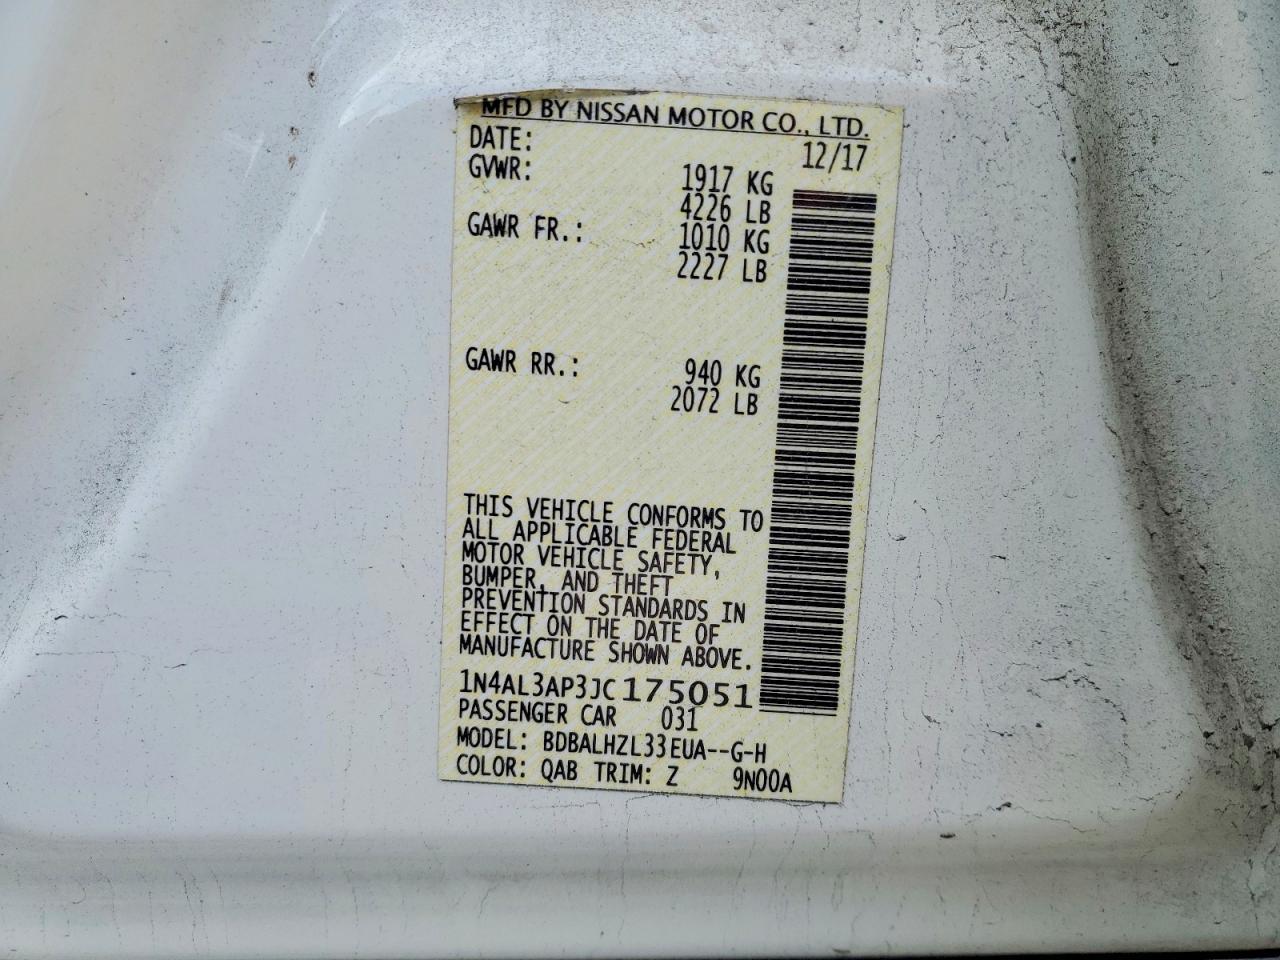 MFD BY NISSAN MOTOR CO., LTD.
DATE: 12/17
GVWR: 1917 KG
4226 LB
GAWR FR.: 1010 KG
2227 LB
GAWR RR.: 940 KG
2072 LB
THIS VEHICLE CONFORMS TO
ALL APPLICABLE FEDERAL
MOTOR VEHICLE SAFETY,
BUMPER, AND THEFT
PREVENTION STANDARDS IN
EFFECT ON THE DATE OF
MANUFACTURE SHOWN ABOVE.
1N4AL3AP3JC175051
PASSENGER CAR 031
MODEL: BDBALHZL33EUA--G-H
COLOR: QAB TRIM: Z 9N00A